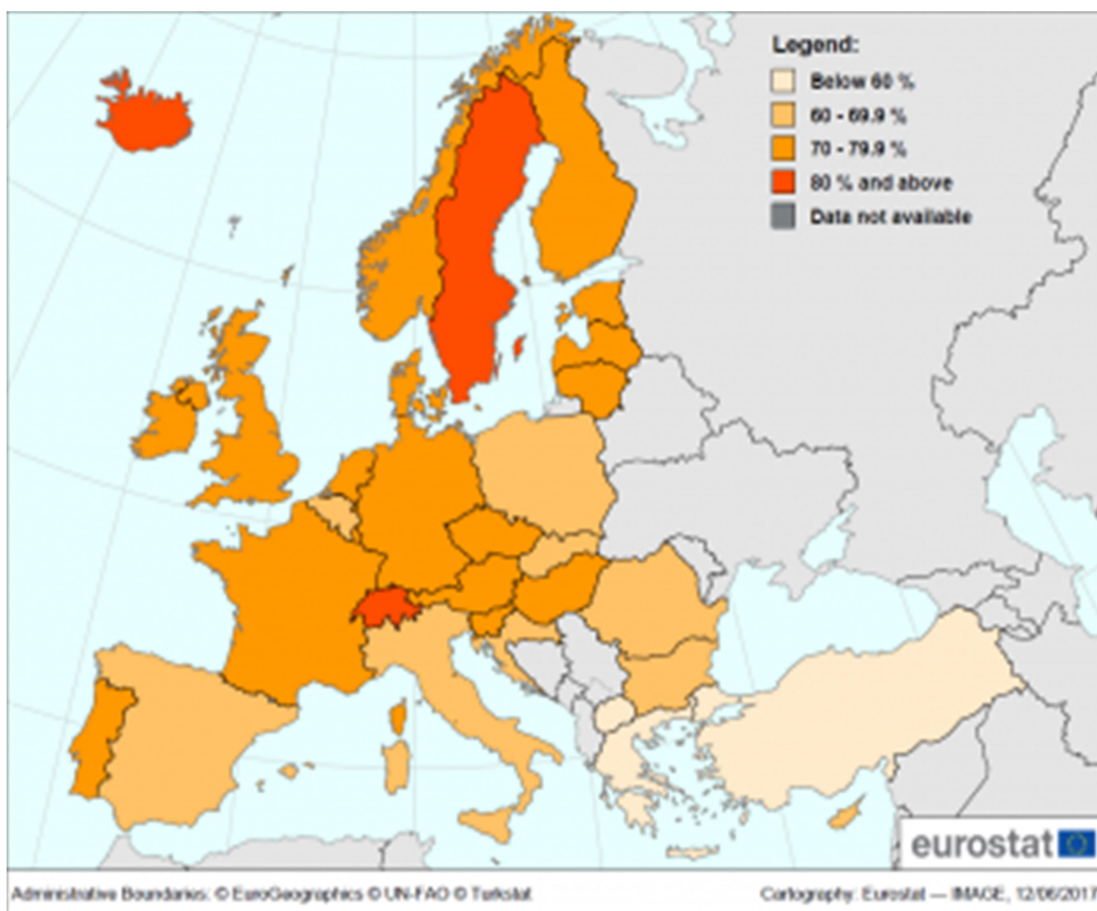 Legend:
Below 60 %
60 - 69.9 %
70 - 79.9 %
80 % and above
Data not available
eurostat
Administrative Boundaries: © EuroGeographics © UN-FAO © Turkstat
Cartography: Eurostat — IMAGE, 12/06/2017